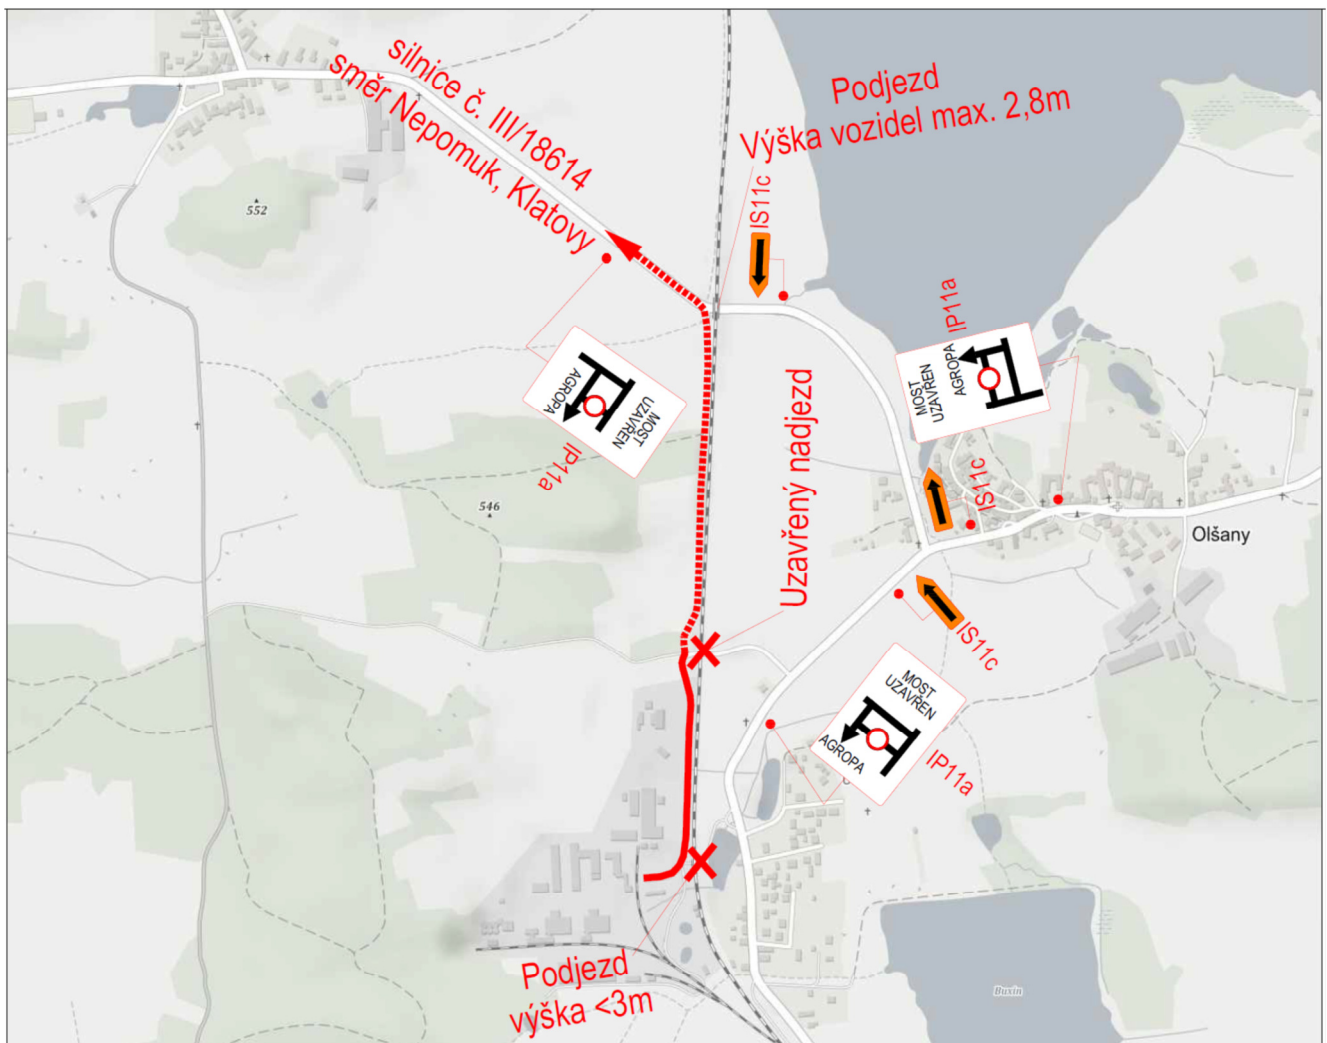 silnice č. III/18614
směr Nepomuk, Klatovy
Podjezd
Výška vozidel max. 2,8m
552
IS11c
MOST
UZAVŘEN
AGROPA
IP11a
MOST
UZAVŘEN
AGROPA
IP11a
Uzavřený nadjezd
IS11c
546
Olšany
IS11c
MOST
UZAVŘEN
AGROPA
IP11a
Podjezd
výška <3m
Buxín